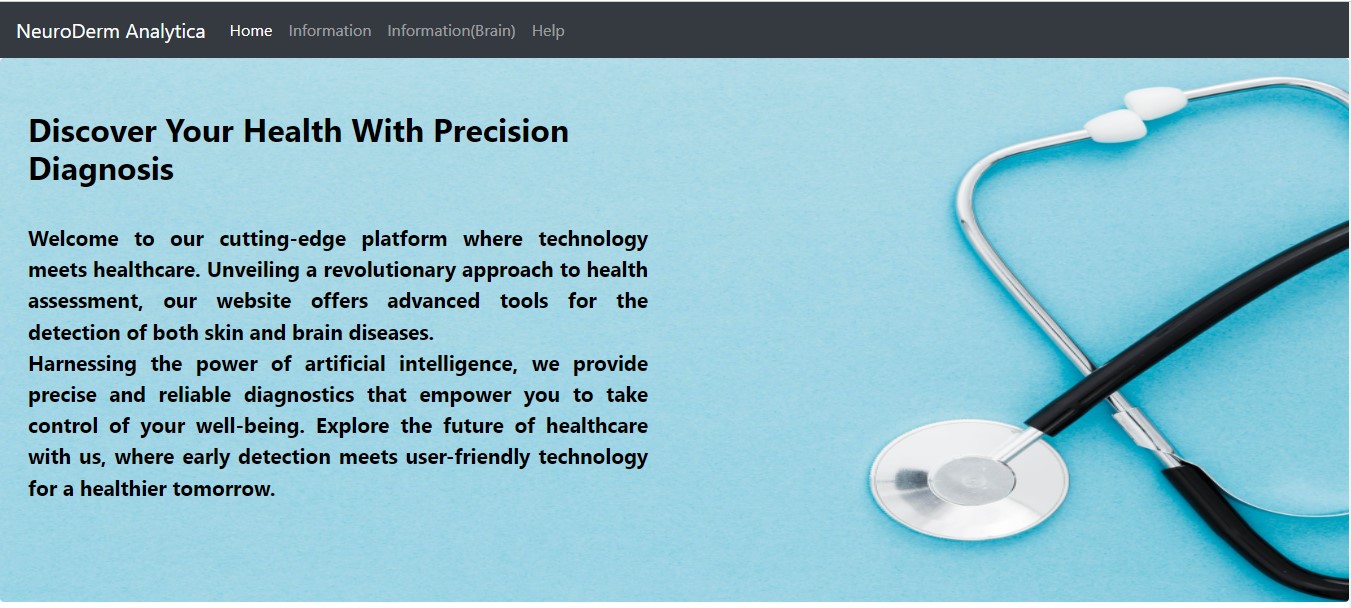 NeuroDerm Analytica Home Information Information(Brain) Help
Discover Your Health With Precision
Diagnosis
Welcome to our cutting-edge platform where technology
meets healthcare. Unveiling a revolutionary approach to health
assessment, our website offers advanced tools for the
detection of both skin and brain diseases.
Harnessing the power of artificial intelligence, we provide
precise and reliable diagnostics that empower you to take
control of your well-being. Explore the future of healthcare
with us, where early detection meets user-friendly technology
for a healthier tomorrow.